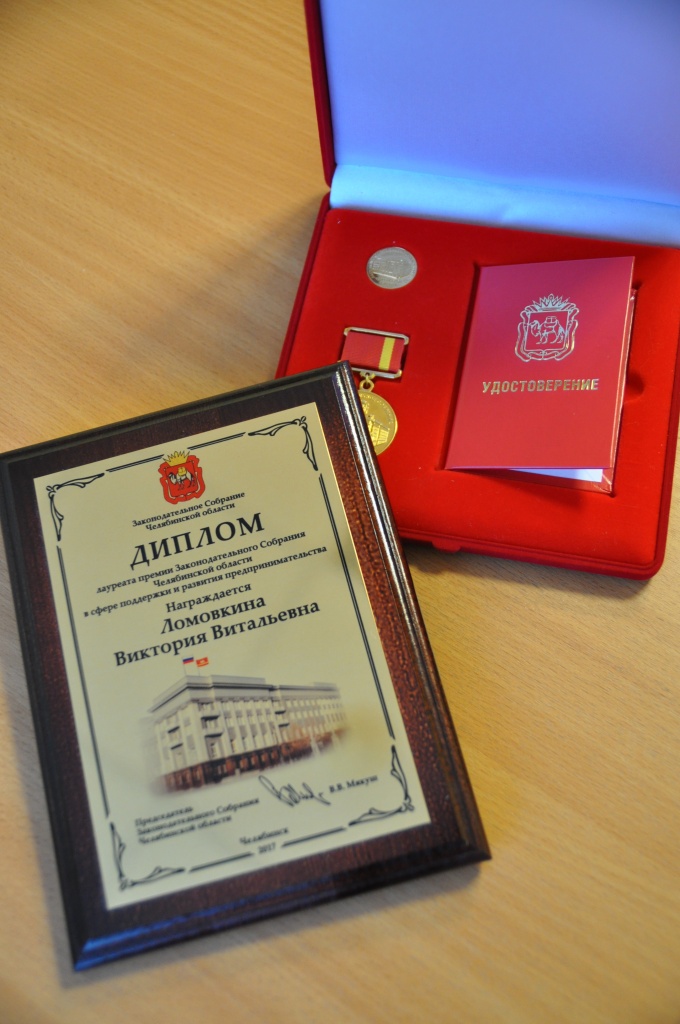 Законодательное Собрание
Челябинской области
ДИПЛОМ
лауреата премии Законодательного Собрания
Челябинской области
в сфере поддержки и развития предпринимательства
Награждается
Ломовкина
Виктория Витальевна
Председатель
Законодательного Собрания
Челябинской области
В.В. Мякуш
Челябинск
2017
УДОСТОВЕРЕНИЕ